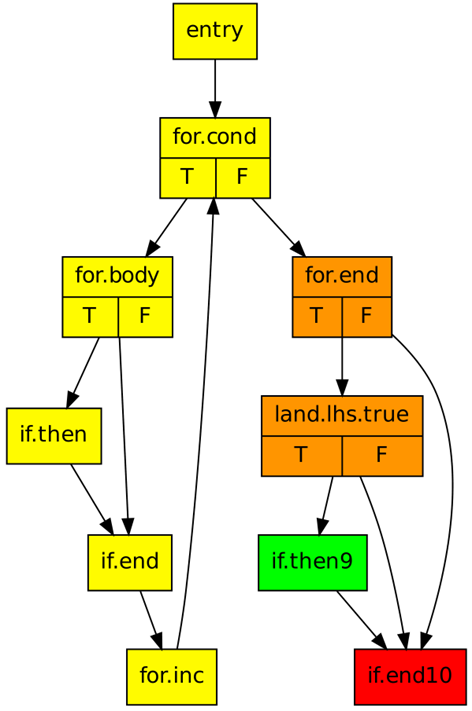 entry
for.cond
T F
for.body
T F
for.end
T F
if.then
land.lhs.true
T F
if.end
if.then9
for.inc
if.end10